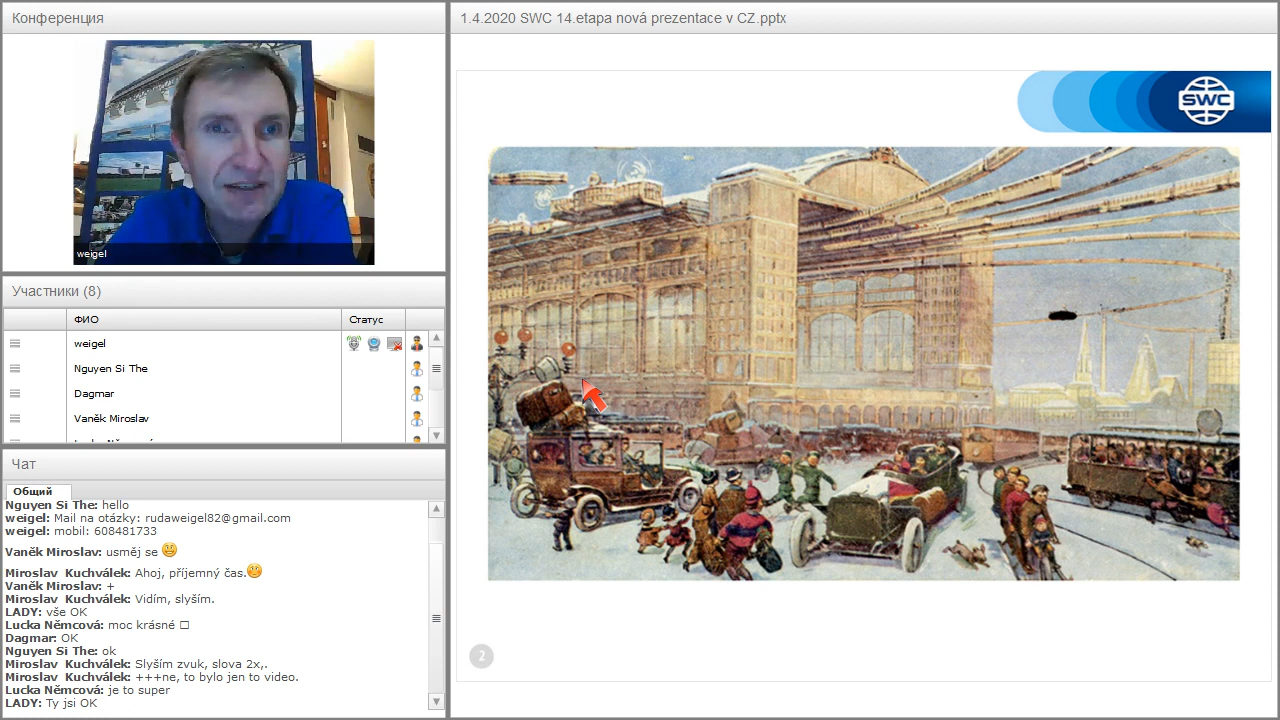 Конференция
weigel
Участники (8)
ФИО
Статус
weigel
Nguyen Si The
Dagmar
Vaněk Miroslav
Чат
Общий
Nguyen Si The: hello
weigel: Mail na otázky: rudaweigel82@gmail.com
weigel: mobil: 608481733
Vaněk Miroslav: usměj se
Miroslav Kuchválek: Ahoj, příjemný čas.
Vaněk Miroslav: +
Miroslav Kuchválek: Vidím, slyším.
LADY: vše OK
Lucka Němcová: moc krásné □
Dagmar: OK
Nguyen Si The: ok
Miroslav Kuchválek: Slyším zvuk, slova 2x,.
Miroslav Kuchválek: +++ne, to bylo jen to video.
Lucka Němcová: je to super
LADY: Ty jsi OK
1.4.2020 SWC 14.etapa nová prezentace v CZ.pptx
SWC
2